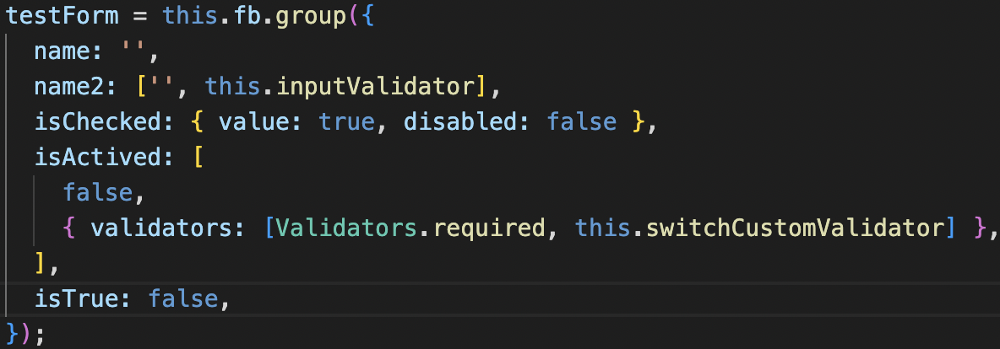 testForm = this.fb.group({
  name: '',
  name2: ['', this.inputValidator],
  isChecked: { value: true, disabled: false },
  isActived: [
    false,
    { validators: [Validators.required, this.switchCustomValidator] },
  ],
  isTrue: false,
});